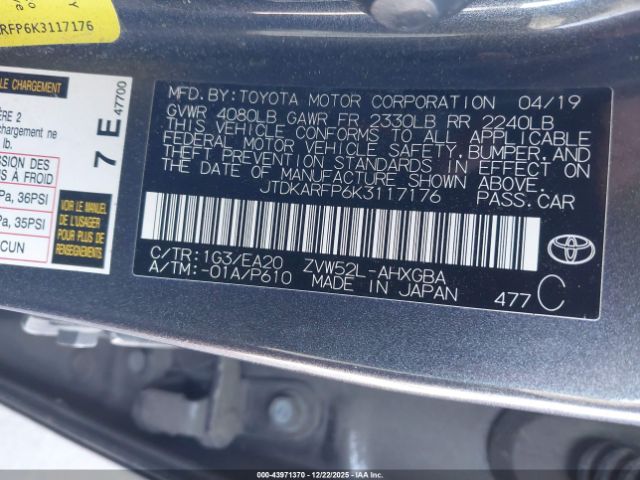 RFP6K3117176
LE CHARGEMENT
ÈRE 2
hargement ne
lb.
7 E 47700
SSION DES
S À FROID
Pa, 36PSI
Pa, 35PSI
CUN
VOIR LE MANUEL
DE L'USAGER
POUR PLUS DE
RENSEIGNEMENTS
MFD.BY:TOYOTA MOTOR CORPORATION 04/19
GVWR 4080LB GAWR FR 2330LB RR 2240LB
THIS VEHICLE CONFORMS TO ALL APPLICABLE
FEDERAL MOTOR VEHICLE SAFETY,BUMPER,AND
THEFT PREVENTION STANDARDS IN EFFECT ON
THE DATE OF MANUFACTURE SHOWN ABOVE.
JTDKARFP6K3117176 PASS.CAR
C/TR:1G3/EA20 ZVW52L-AHXGBA
A/TM:-01A/P610 MADE IN JAPAN
477 C
TOYOTA
00-43971370 12/22/2025 - COPYRIGHT IAA, LLC.